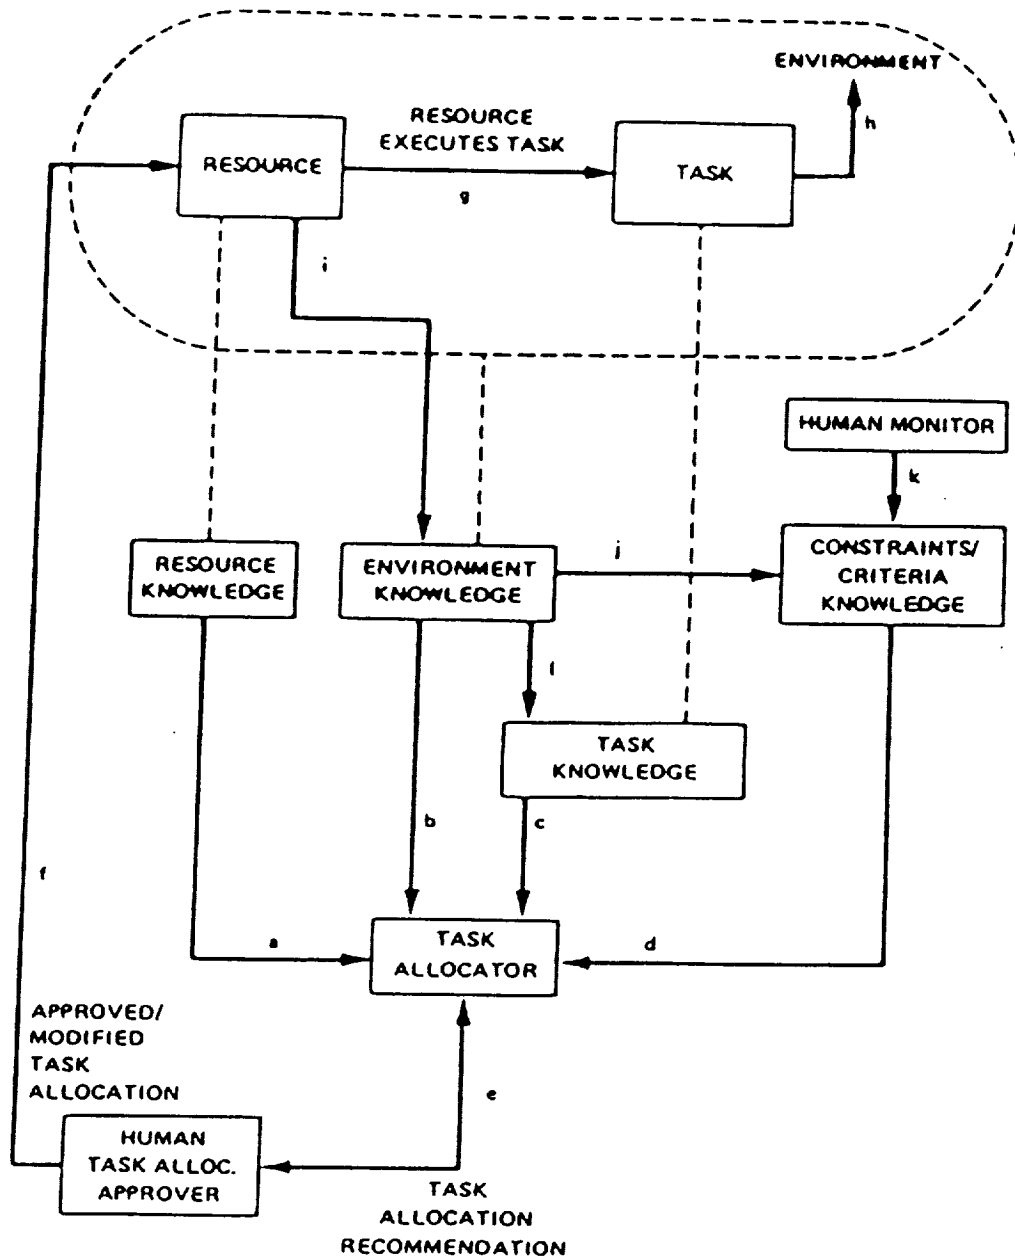 ENVIRONMENT
h
RESOURCE
EXECUTES TASK
RESOURCE
g
TASK
i
HUMAN MONITOR
k
RESOURCE
KNOWLEDGE
ENVIRONMENT
KNOWLEDGE
j
CONSTRAINTS/
CRITERIA
KNOWLEDGE
l
TASK
KNOWLEDGE
b
c
f
a
TASK
ALLOCATOR
d
APPROVED/
MODIFIED
TASK
ALLOCATION
e
HUMAN
TASK ALLOC.
APPROVER
TASK
ALLOCATION
RECOMMENDATION